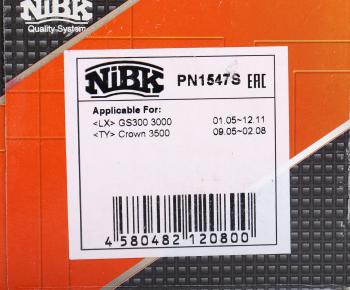 NiBK
Quality System
NiBK PN1547S EAC
Applicable For:
<LX> GS300 3000 01.05~12.11
<TY> Crown 3500 09.05~02.08
4 580482 120800